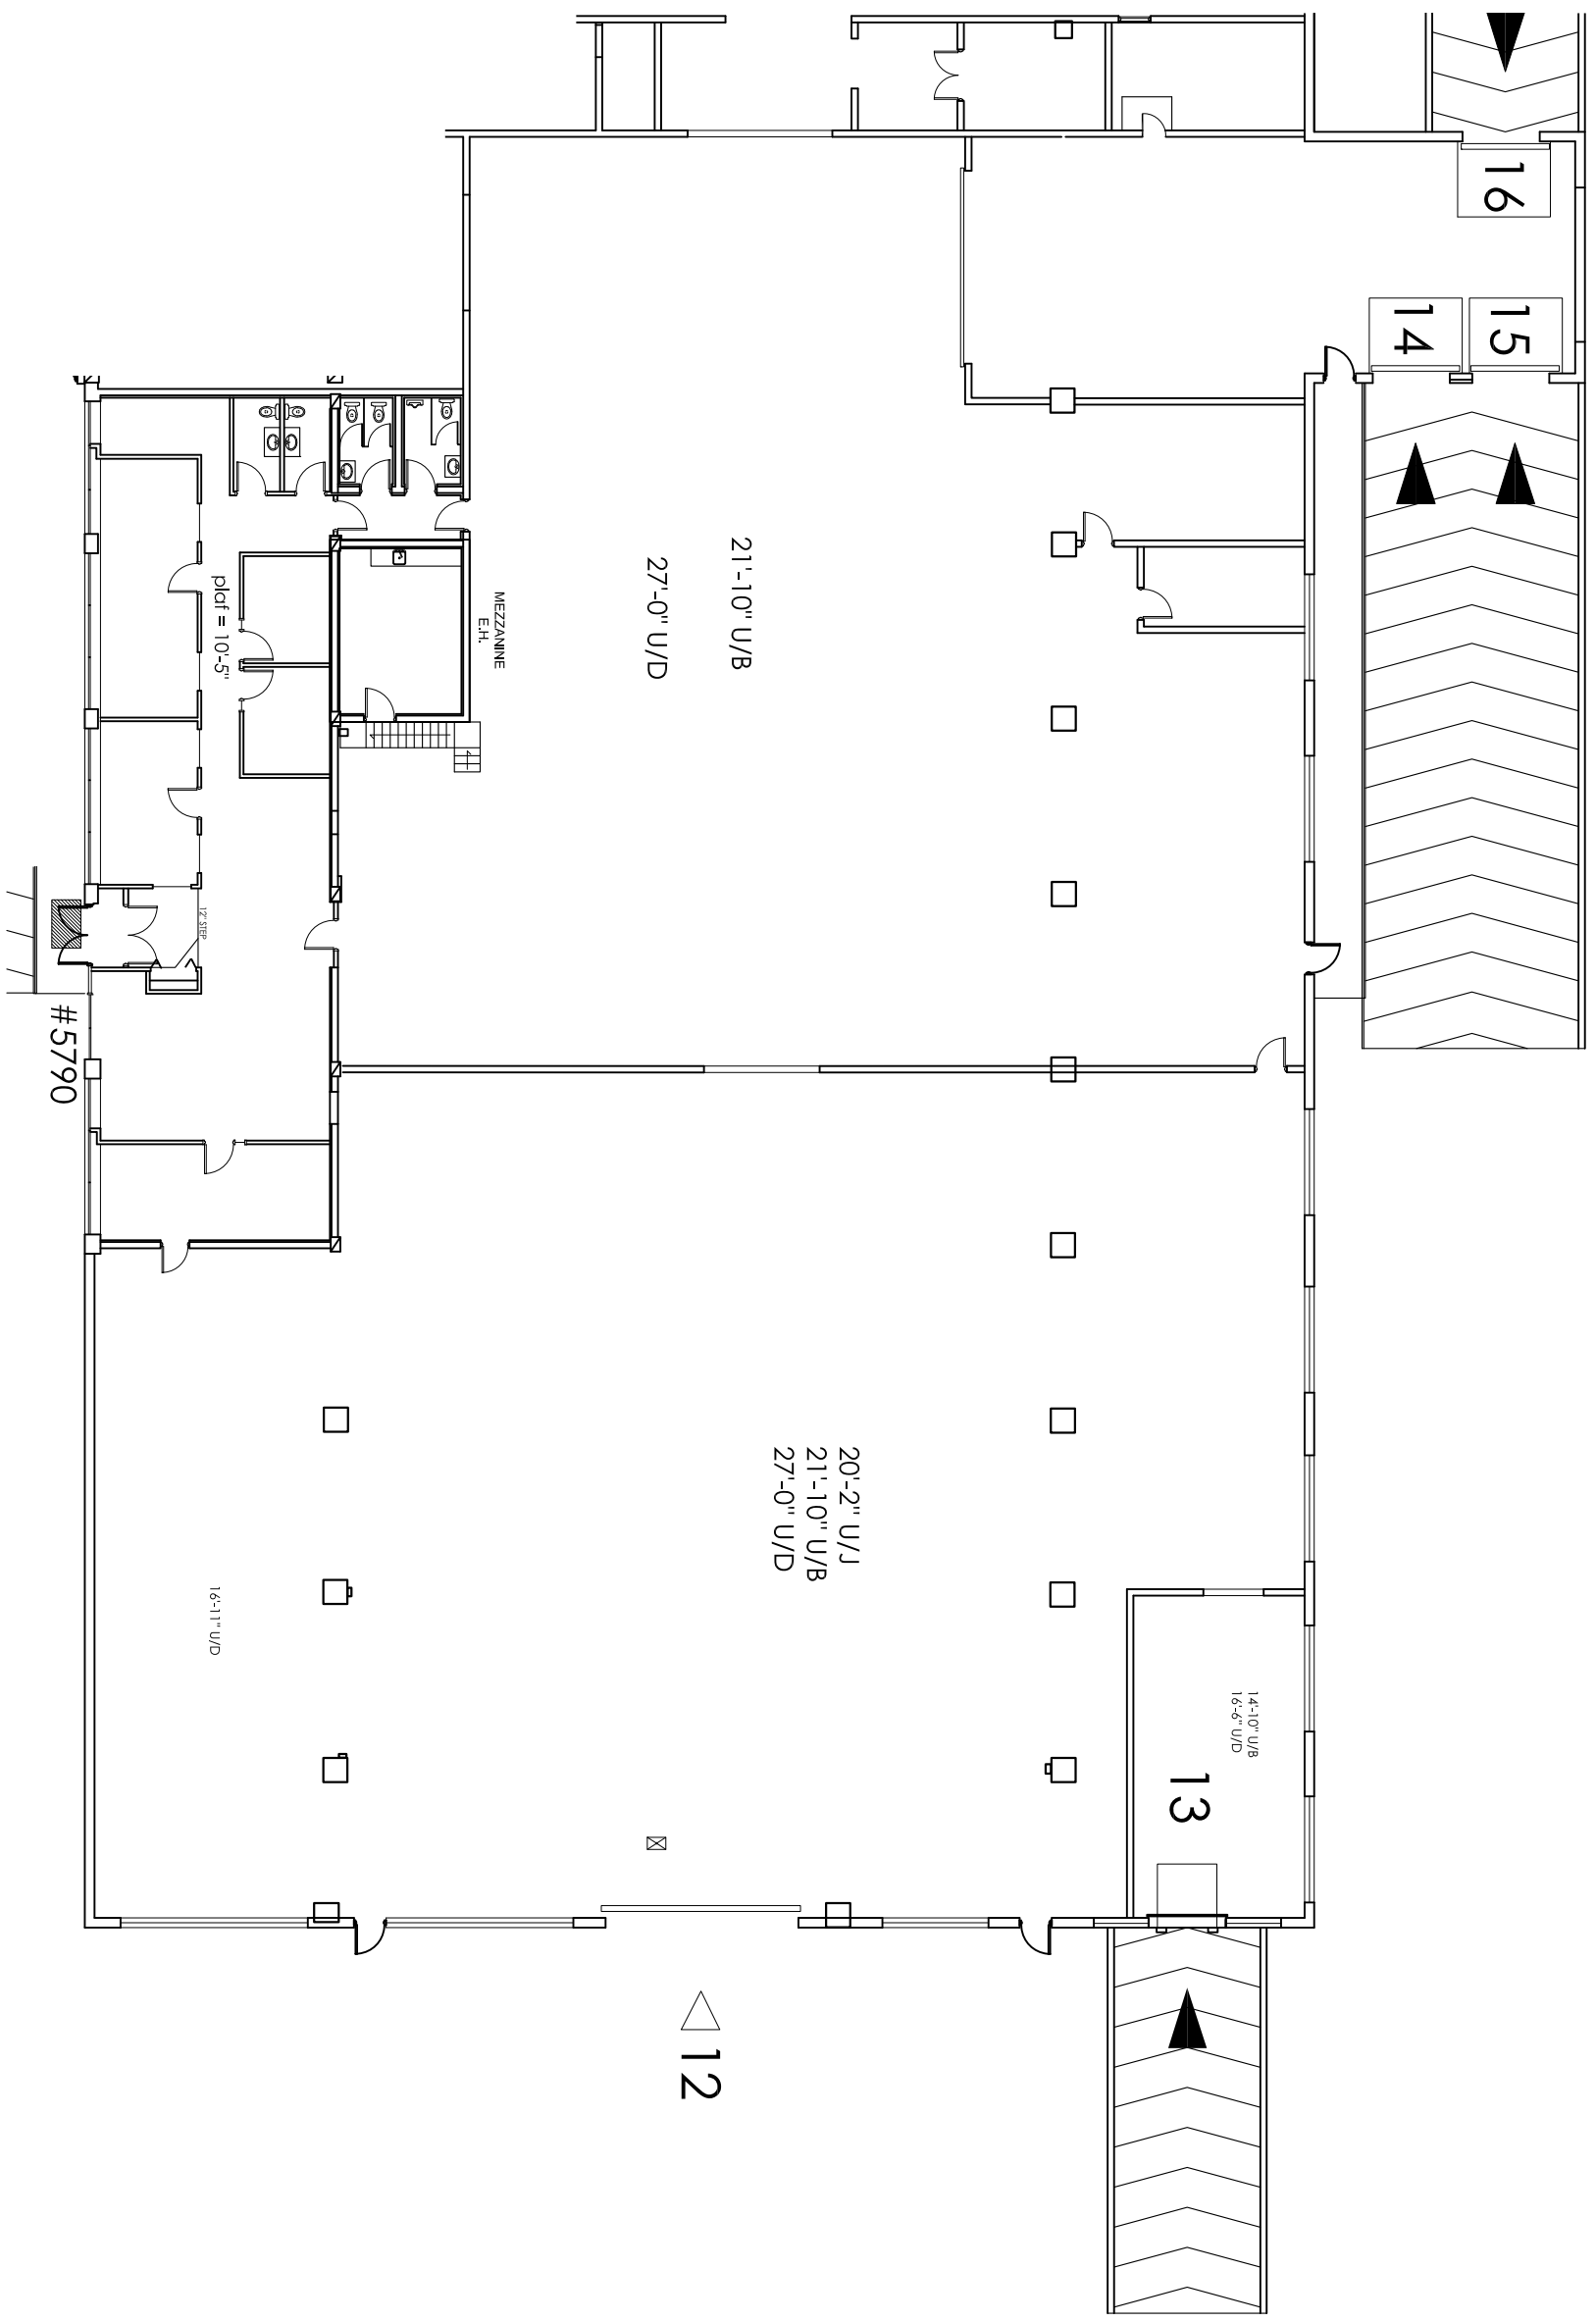 16
15
14
21'-10" U/B
27'-0" U/D
MEZZANINE
E.H.
plaf = 10'-5"
12" STEP
#5790
20'-2" U/J
21'-10" U/B
27'-0" U/D
16'-11" U/D
14'-10" U/B
16'-6" U/D
13
12